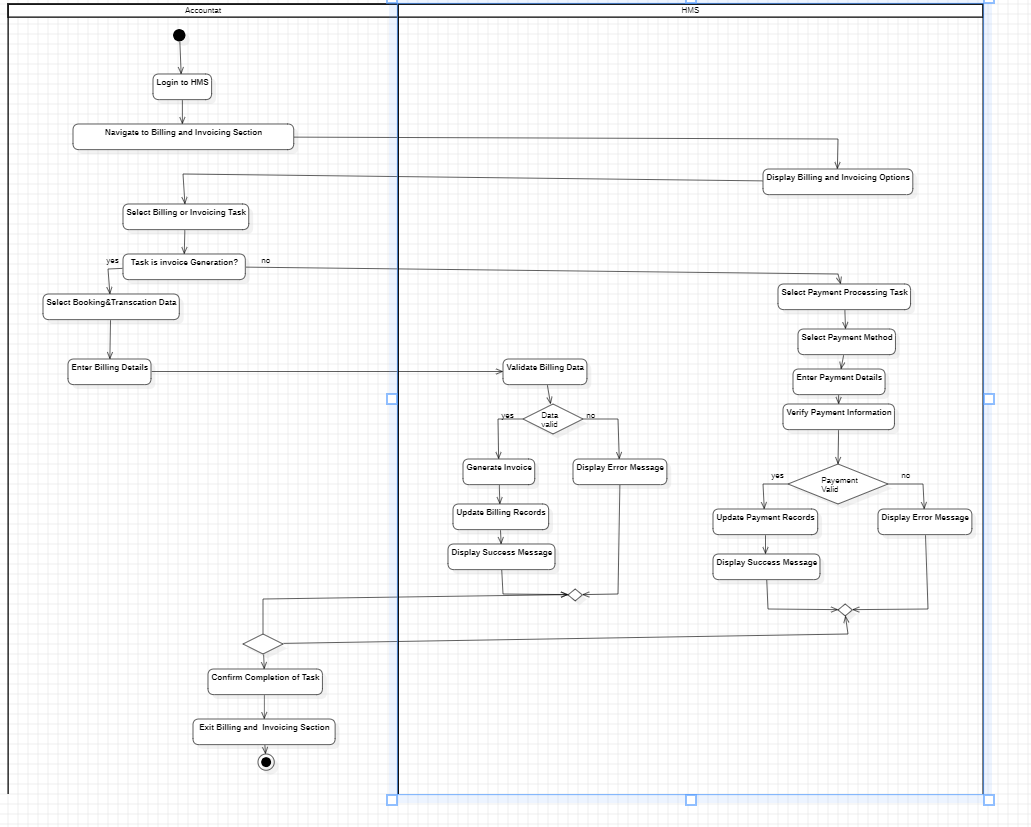 Accountat
HMS
Login to HMS
Navigate to Billing and Invoicing Section
Display Billing and Invoicing Options
Select Billing or Invoicing Task
Task is invoice Generation?
yes
no
Select Booking&Transcation Data
Select Payment Processing Task
Select Payment Method
Enter Billing Details
Validate Billing Data
Enter Payment Details
Verify Payment Information
Data
valid
yes
no
Generate Invoice
Display Error Message
Payement
Valid
yes
no
Update Billing Records
Update Payment Records
Display Error Message
Display Success Message
Display Success Message
Confirm Completion of Task
Exit Billing and Invoicing Section